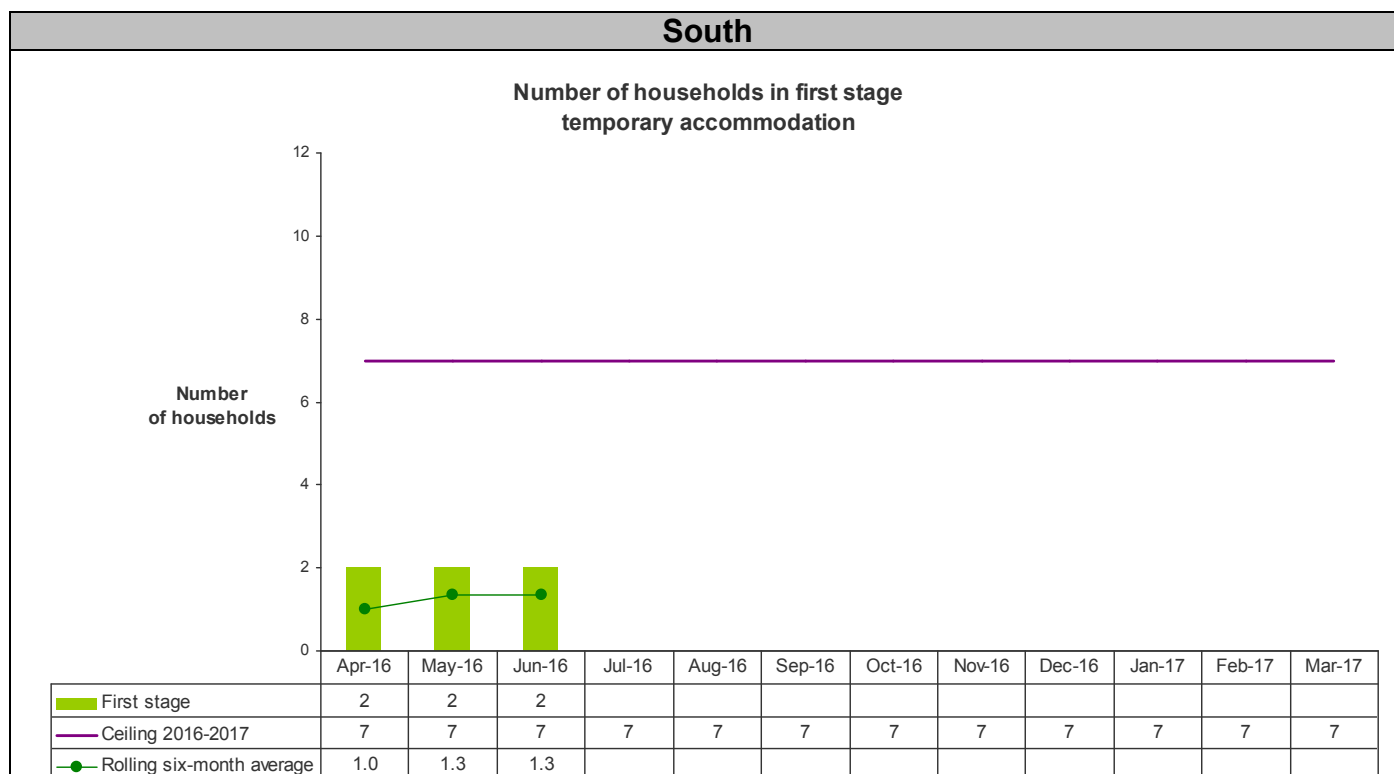 South
Number of households in first stage
temporary accommodation
12
10
8
6
4
2
0
Number
of households
Apr-16 May-16 Jun-16 Jul-16 Aug-16 Sep-16 Oct-16 Nov-16 Dec-16 Jan-17 Feb-17 Mar-17
First stage 2 2 2
Ceiling 2016-2017 7 7 7 7 7 7 7 7 7 7 7 7
Rolling six-month average 1.0 1.3 1.3